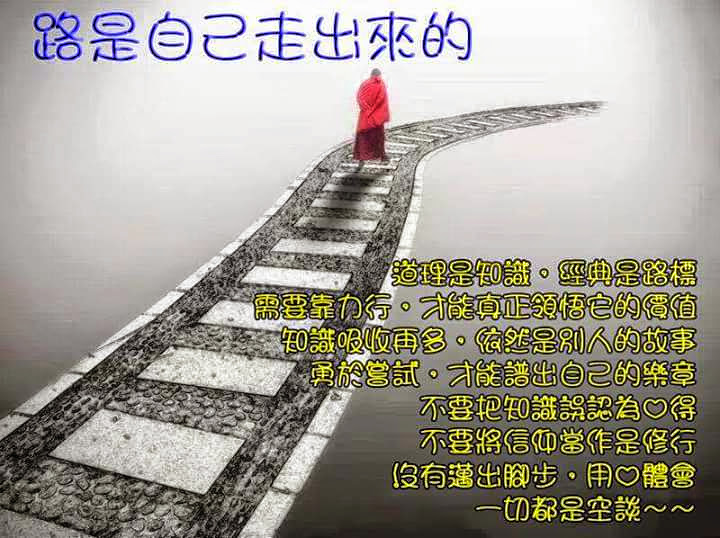 路是自己走出來的
道理是知識，經典是路標
需要靠力行，才能真正領悟它的價值
知識吸收再多，依然是別人的故事
勇於嘗試，才能譜出自己的樂章
不要把知識誤認為♡得
不要將信仰當作是修行
沒有邁出腳步，用♡體會
一切都是空談～～